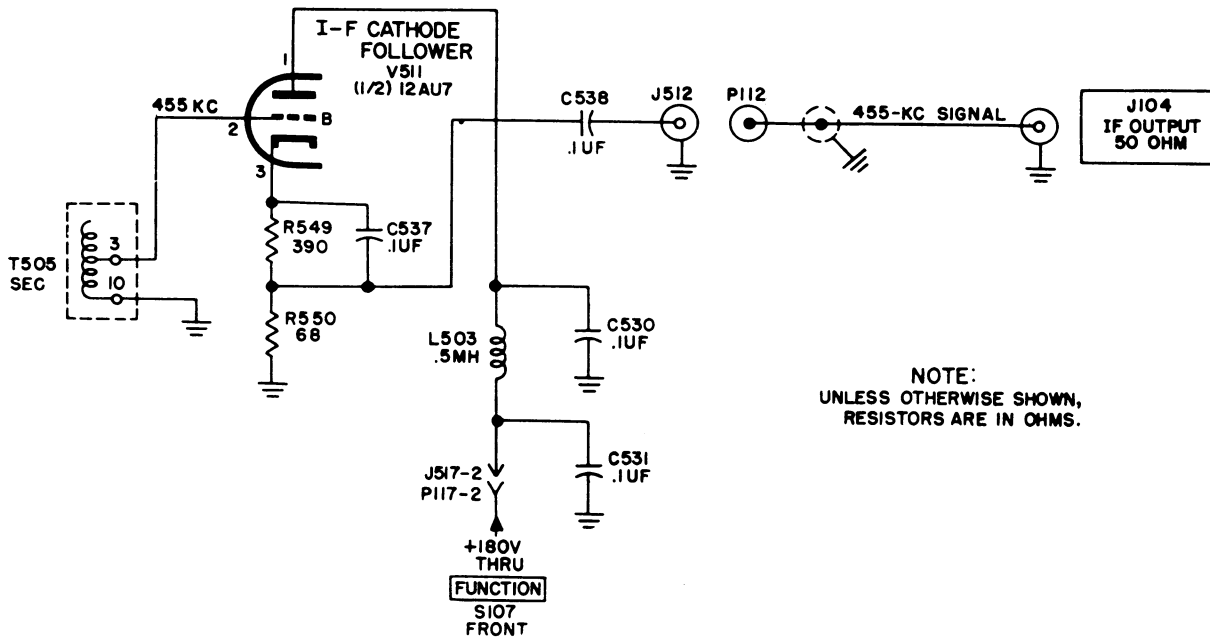 I-F CATHODE
FOLLOWER
V511
(1/2) 12AU7
1
455 KC
2
B
3
C538
.1UF
J512
P112
455-KC SIGNAL
J104
IF OUTPUT
50 OHM
T505
SEC
3
10
R549
390
C537
.1UF
R550
68
L503
.5MH
C530
.1UF
C531
.1UF
J517-2
P117-2
+180V
THRU
FUNCTION
S107
FRONT
NOTE:
UNLESS OTHERWISE SHOWN,
RESISTORS ARE IN OHMS.